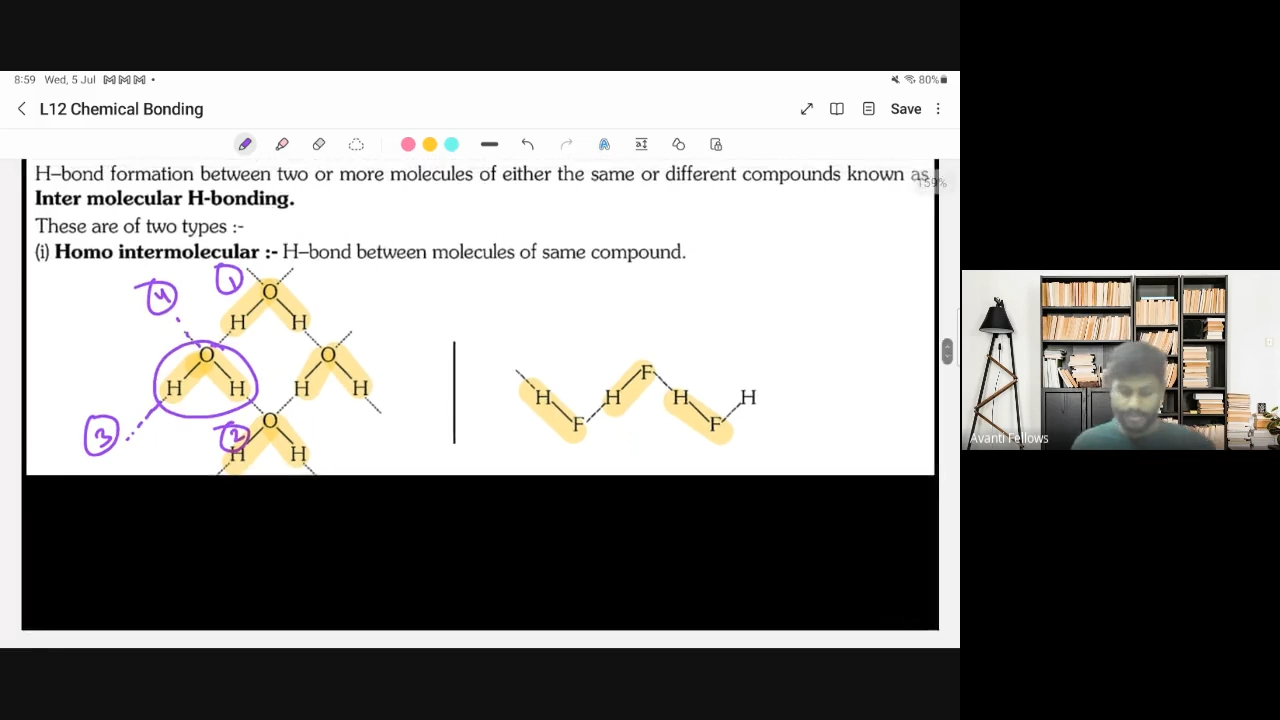 8:59 Wed, 5 Jul
80%
L12 Chemical Bonding
Save
H–bond formation between two or more molecules of either the same or different compounds known as
159%
Inter molecular H-bonding.
These are of two types :-
(i) Homo intermolecular :- H–bond between molecules of same compound.
4 1
O
H H
O O F
H H H H H H H H
O F F
3 2
H H
Avanti Fellows